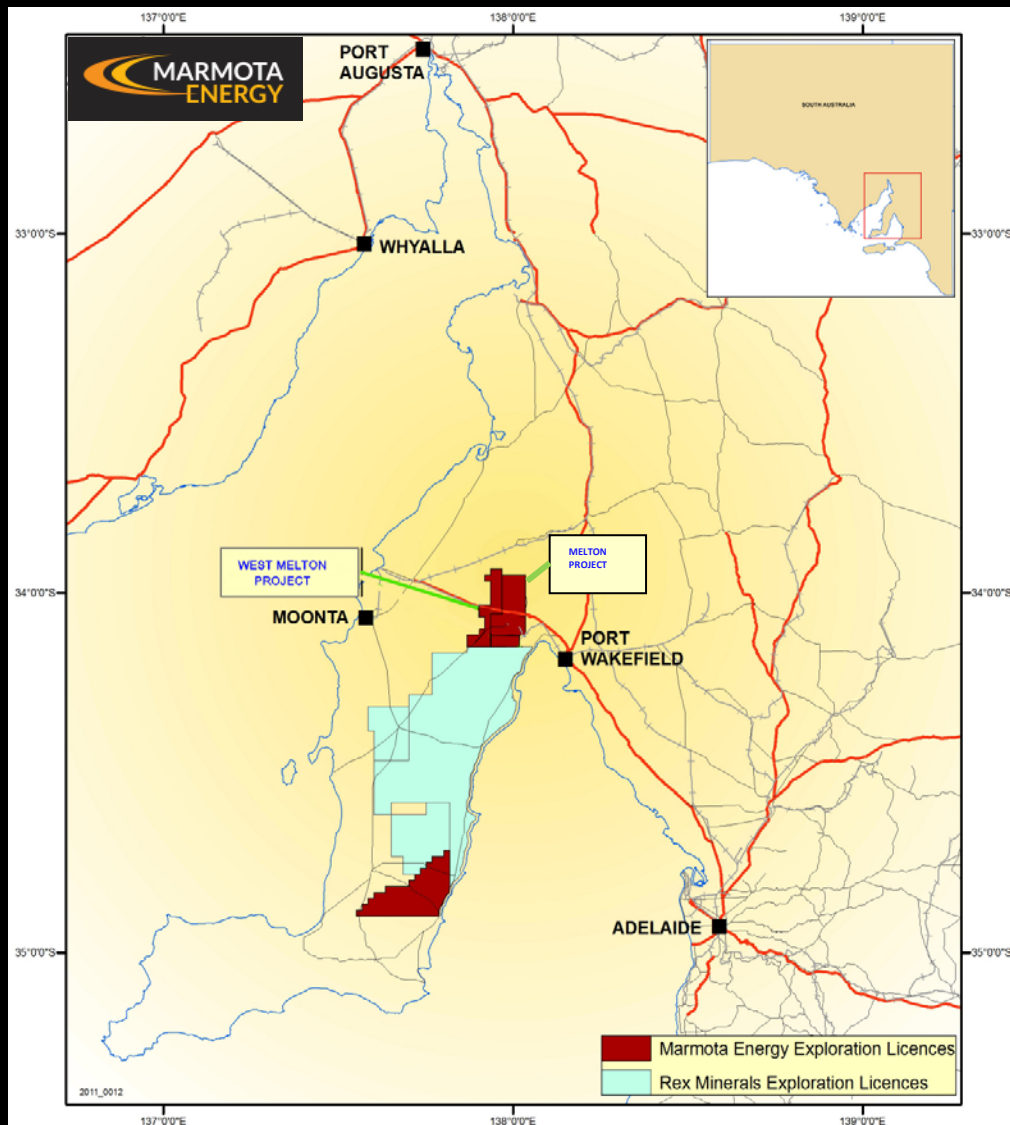 137°0'0"E
138°0'0"E
139°0'0"E
MARMOTA
ENERGY
PORT
AUGUSTA
SOUTH AUSTRALIA
33°0'0"S
33°0'0"S
WHYALLA
WEST MELTON
PROJECT
MELTON
PROJECT
34°0'0"S
34°0'0"S
MOONTA
PORT
WAKEFIELD
ADELAIDE
35°0'0"S
35°0'0"S
Marmota Energy Exploration Licences
Rex Minerals Exploration Licences
2011_0012
137°0'0"E
138°0'0"E
139°0'0"E